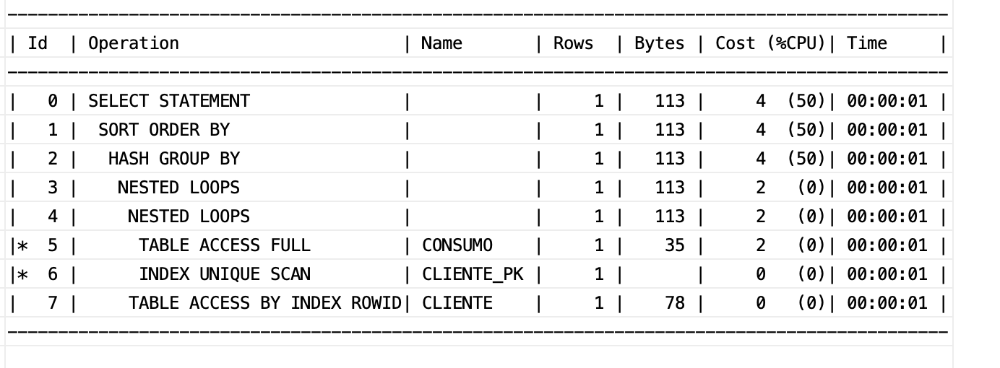 ---------------------------------------------------------------------------------------------
| Id  | Operation                      | Name       | Rows  | Bytes | Cost (%CPU)| Time     |
---------------------------------------------------------------------------------------------
|   0 | SELECT STATEMENT               |            |     1 |   113 |     4  (50)| 00:00:01 |
|   1 |  SORT ORDER BY                 |            |     1 |   113 |     4  (50)| 00:00:01 |
|   2 |   HASH GROUP BY                |            |     1 |   113 |     4  (50)| 00:00:01 |
|   3 |    NESTED LOOPS                |            |     1 |   113 |     2   (0)| 00:00:01 |
|   4 |     NESTED LOOPS               |            |     1 |   113 |     2   (0)| 00:00:01 |
|*  5 |      TABLE ACCESS FULL         | CONSUMO    |     1 |    35 |     2   (0)| 00:00:01 |
|*  6 |      INDEX UNIQUE SCAN         | CLIENTE_PK |     1 |       |     0   (0)| 00:00:01 |
|   7 |     TABLE ACCESS BY INDEX ROWID| CLIENTE    |     1 |    78 |     0   (0)| 00:00:01 |
---------------------------------------------------------------------------------------------